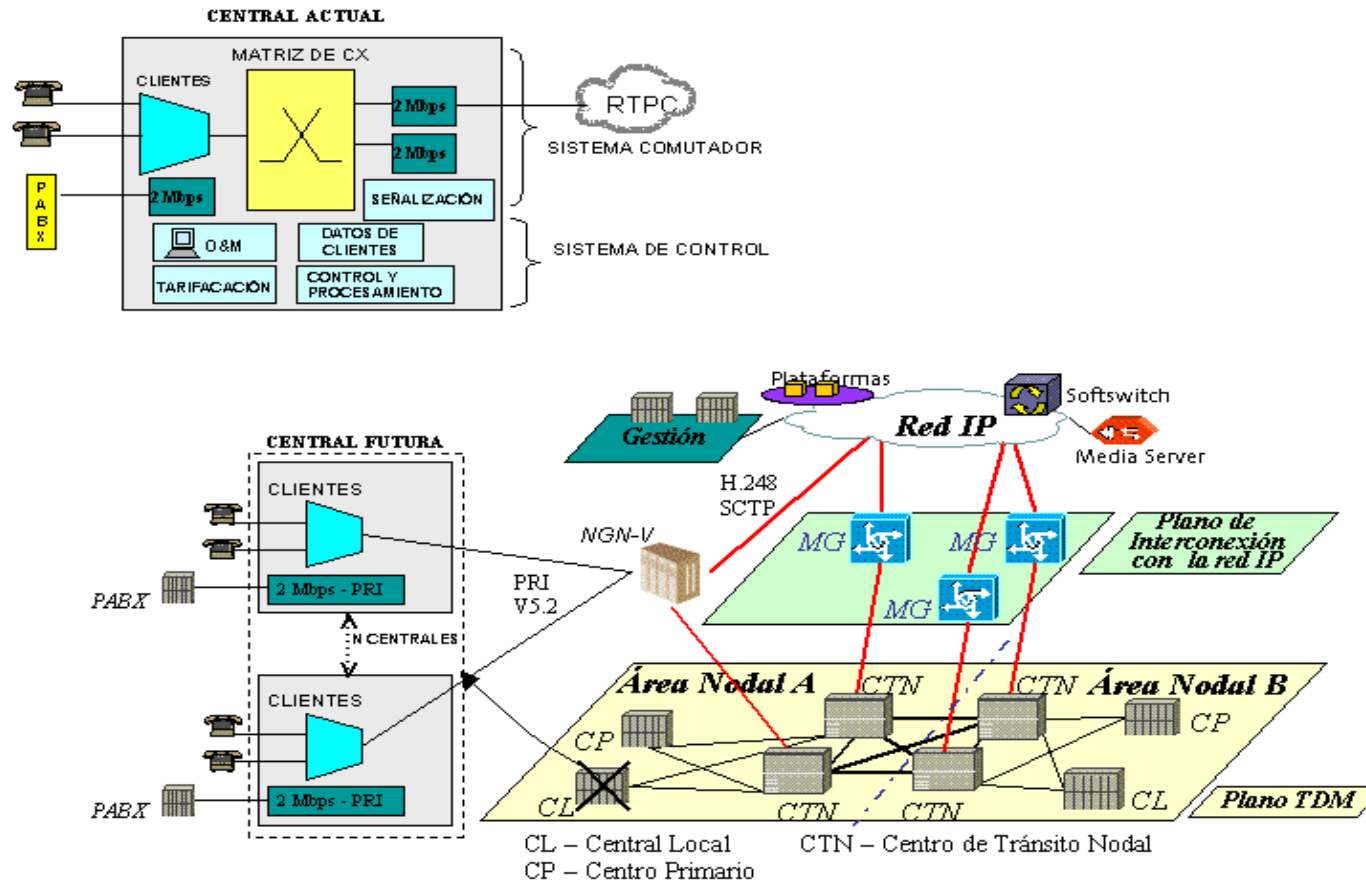 CENTRAL ACTUAL
MATRIZ DE CX
CLIENTES
2 Mbps
RTPC
2 Mbps
SISTEMA COMUTADOR
PABX
2 Mbps
SEÑALIZACIÓN
O&M
DATOS DE
CLIENTES
SISTEMA DE CONTROL
TARIFACACIÓN
CONTROL Y
PROCESAMIENTO
Plataformas
Softswitch
Red IP
Gestión
Media Server
CENTRAL FUTURA
CLIENTES
H.248
SCTP
NGN-V
MG
MG
MG
Plano de
Interconexión
con la red IP
PABX
2 Mbps - PRI
PRI
V5.2
N CENTRALES
CLIENTES
Área Nodal A
CTN
CTN
Área Nodal B
CP
CP
PABX
2 Mbps - PRI
CL
CTN
CTN
CL
Plano TDM
CL – Central Local
CTN – Centro de Tránsito Nodal
CP – Centro Primario